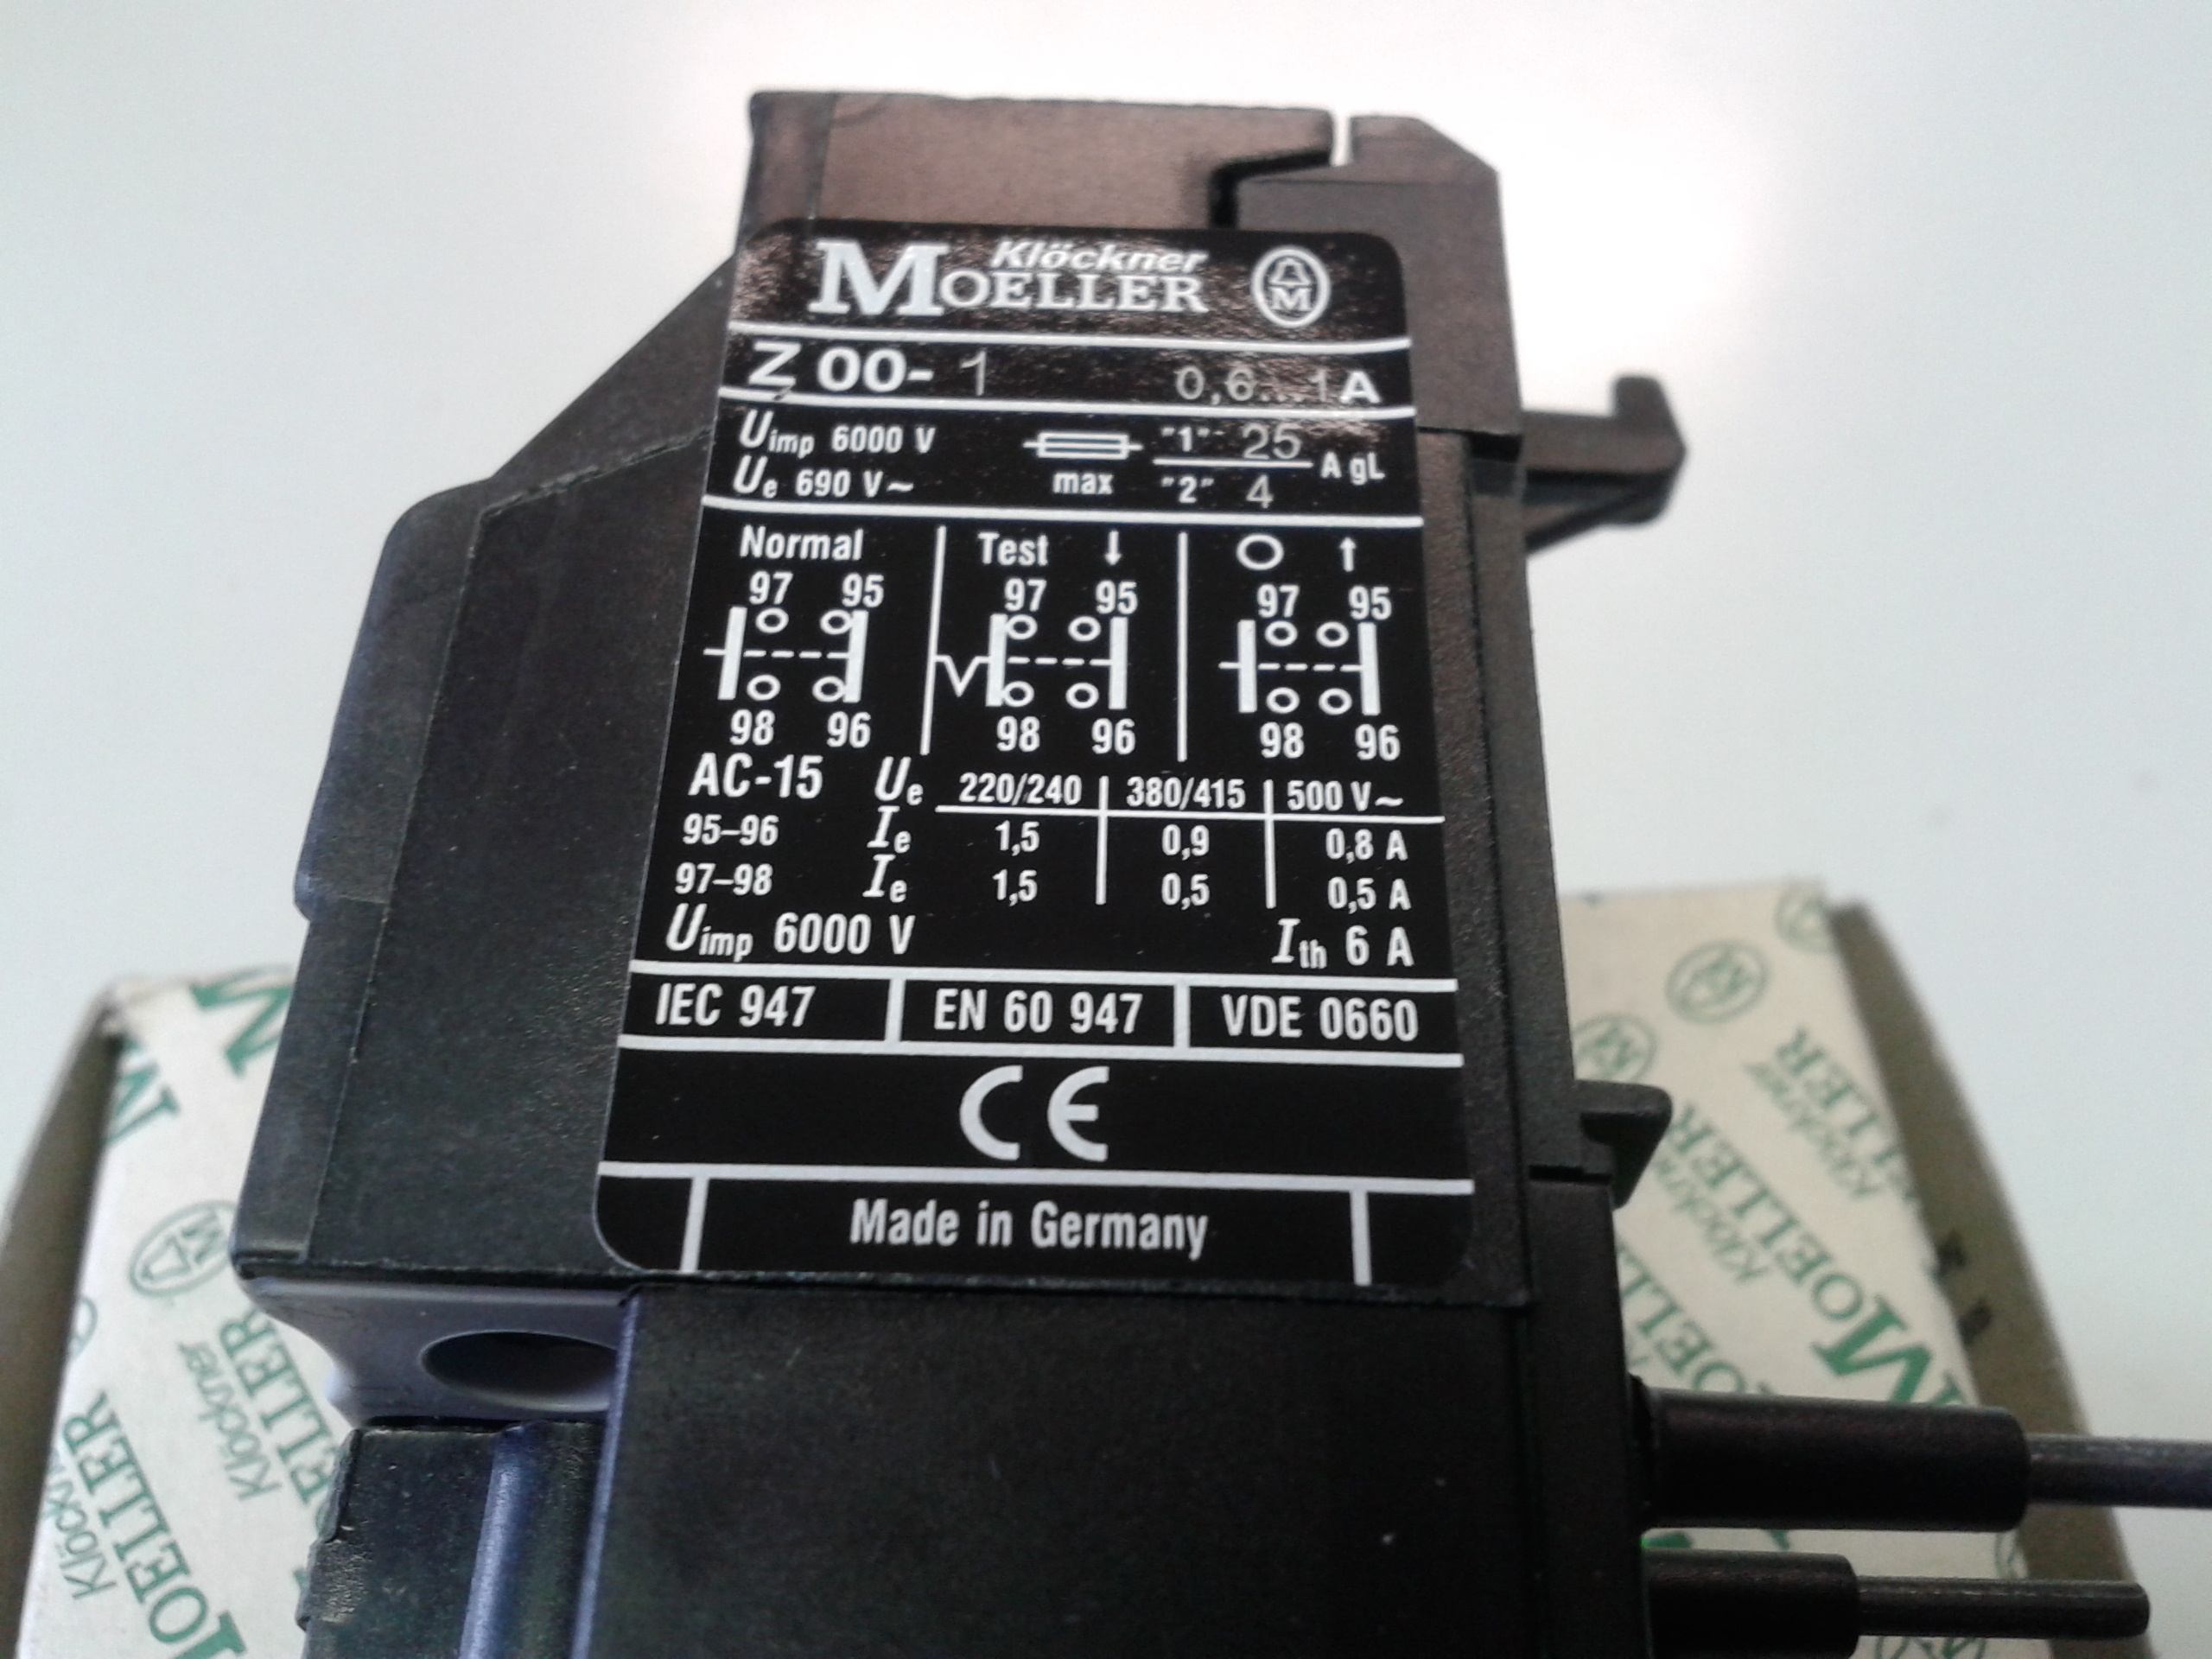 Klöckner
MOELLER
Z 00- 1 0,6...1 A
Uimp 6000 V "1" 25 A gL
Ue 690 V~ max "2" 4
Normal Test ↓ O ↑
97 95 97 95 97 95
98 96 98 96 98 96
AC-15 Ue 220/240 380/415 500 V~
95-96 Ie 1,5 0,9 0,8 A
97-98 Ie 1,5 0,5 0,5 A
Uimp 6000 V Ith 6 A
IEC 947 EN 60 947 VDE 0660
CE
Made in Germany
Klöckner
MOELLER
Klöckner
MOELLER